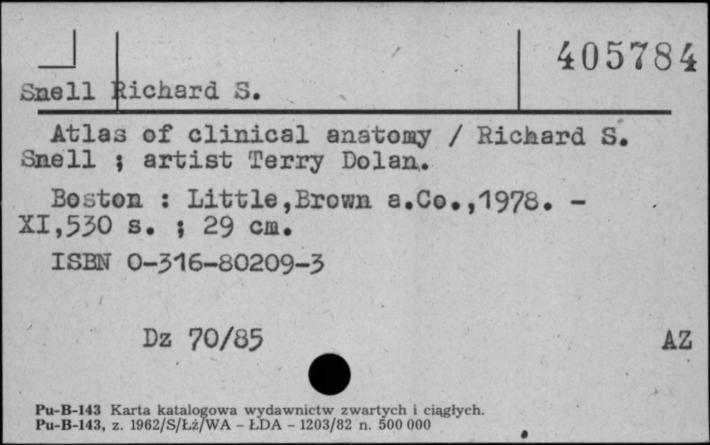 405784
Snell Richard S.
Atlas of clinical anatomy / Richard S.
Snell ; artist Terry Dolan.
Boston : Little,Brown a.Co.,1978. -
XI,530 s. ; 29 cm.
ISBN 0-316-80209-3
Dz 70/85 AZ
Pu-B-143 Karta katalogowa wydawnictw zwartych i ciągłych.
Pu-B-143, z. 1962/S/Łż/WA - ŁDA - 1203/82 n. 500 000